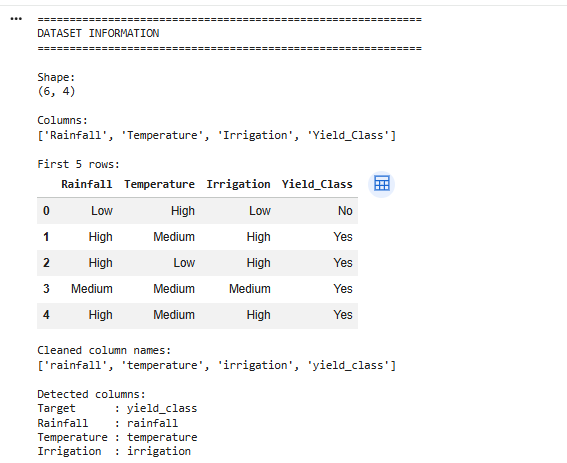 ============================================================
DATASET INFORMATION
============================================================
Shape:
(6, 4)
Columns:
['Rainfall', 'Temperature', 'Irrigation', 'Yield_Class']
First 5 rows:
Rainfall Temperature Irrigation Yield_Class
0 Low High Low No
1 High Medium High Yes
2 High Low High Yes
3 Medium Medium Medium Yes
4 High Medium High Yes
Cleaned column names:
['rainfall', 'temperature', 'irrigation', 'yield_class']
Detected columns:
Target : yield_class
Rainfall : rainfall
Temperature : temperature
Irrigation : irrigation